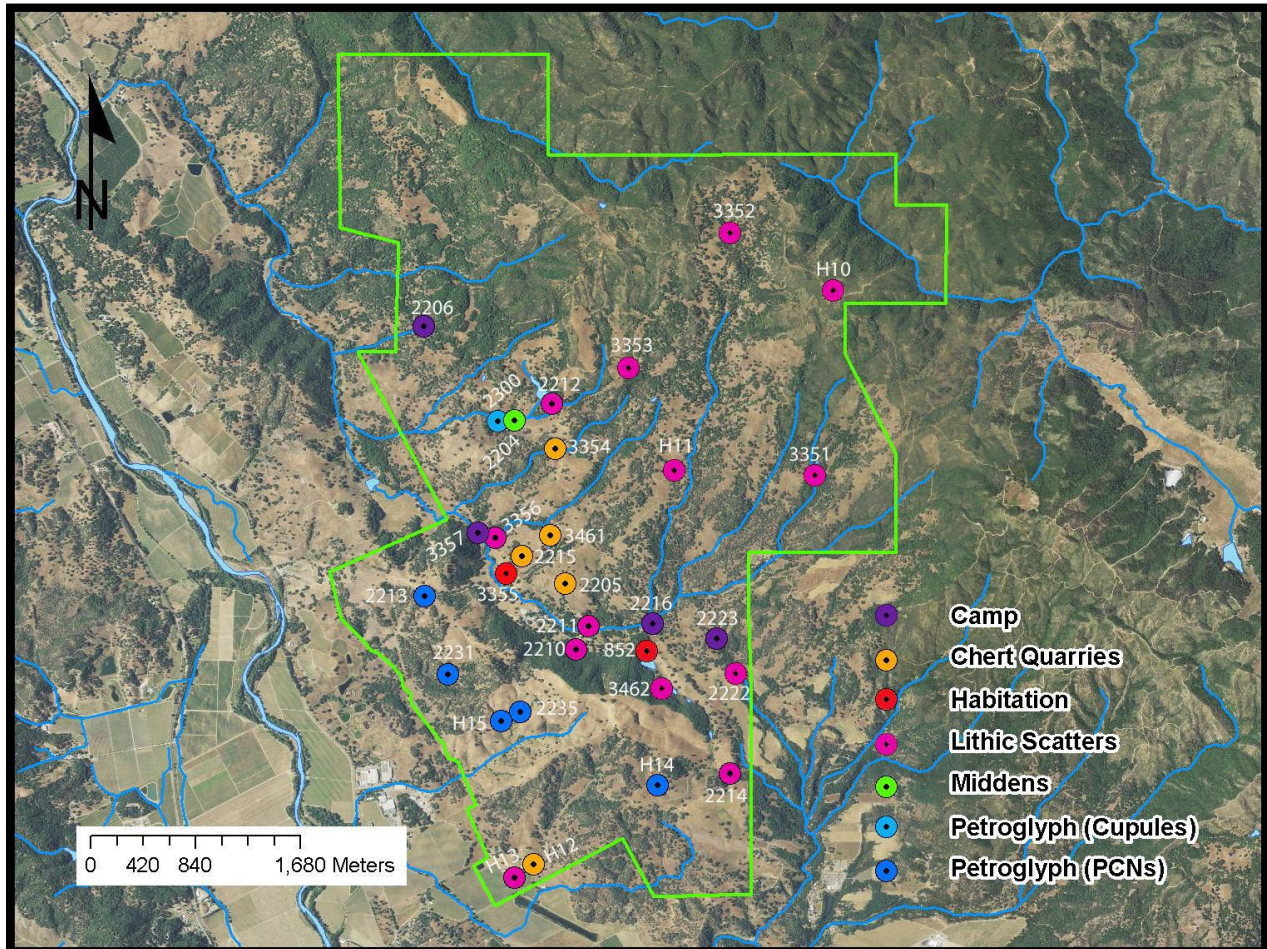 N
3352
H10
2206
3353
2300
2212
2204
3354
H11
3351
3357
3356
3461
2215
3355
2205
2213
2211
2216
2223
2210
852
2231
3462
2222
H15
2235
H14
2214
H13
H12
Camp
Chert Quarries
Habitation
Lithic Scatters
Middens
Petroglyph (Cupules)
Petroglyph (PCNs)
0 420 840 1,680 Meters